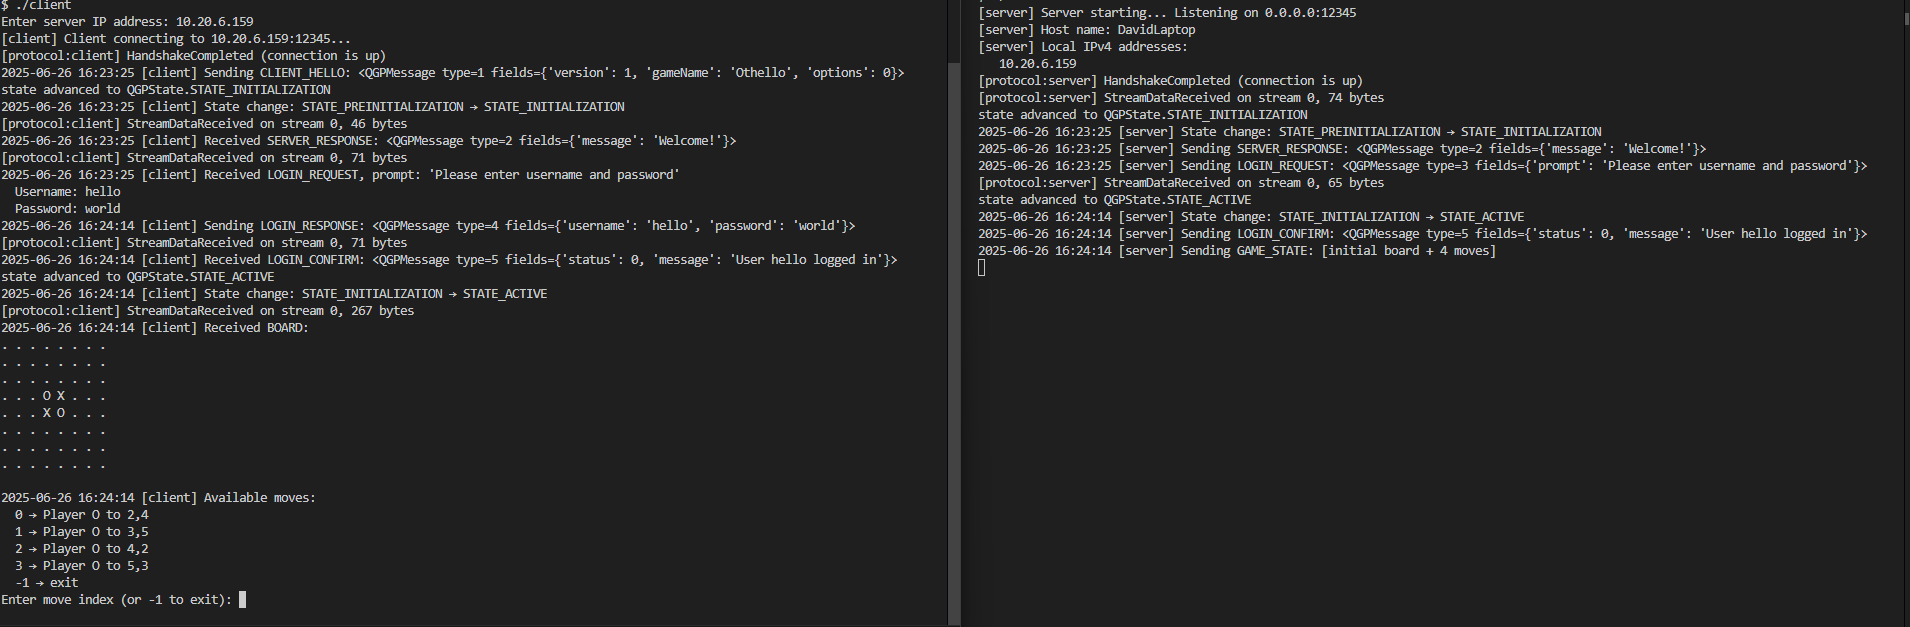 $ ./client
Enter server IP address: 10.20.6.159
[client] Client connecting to 10.20.6.159:12345...
[protocol:client] HandshakeCompleted (connection is up)
2025-06-26 16:23:25 [client] Sending CLIENT_HELLO: <QGPMessage type=1 fields={'version': 1, 'gameName': 'Othello', 'options': 0}>
state advanced to QGPState.STATE_INITIALIZATION
2025-06-26 16:23:25 [client] State change: STATE_PREINITIALIZATION → STATE_INITIALIZATION
[protocol:client] StreamDataReceived on stream 0, 46 bytes
2025-06-26 16:23:25 [client] Received SERVER_RESPONSE: <QGPMessage type=2 fields={'message': 'Welcome!'}>
[protocol:client] StreamDataReceived on stream 0, 71 bytes
2025-06-26 16:23:25 [client] Received LOGIN_REQUEST, prompt: 'Please enter username and password'
  Username: hello
  Password: world
2025-06-26 16:24:14 [client] Sending LOGIN_RESPONSE: <QGPMessage type=4 fields={'username': 'hello', 'password': 'world'}>
[protocol:client] StreamDataReceived on stream 0, 71 bytes
2025-06-26 16:24:14 [client] Received LOGIN_CONFIRM: <QGPMessage type=5 fields={'status': 0, 'message': 'User hello logged in'}>
state advanced to QGPState.STATE_ACTIVE
2025-06-26 16:24:14 [client] State change: STATE_INITIALIZATION → STATE_ACTIVE
[protocol:client] StreamDataReceived on stream 0, 267 bytes
2025-06-26 16:24:14 [client] Received BOARD:
. . . . . . . .
. . . . . . . .
. . . . . . . .
. . . O X . . .
. . . X O . . .
. . . . . . . .
. . . . . . . .
. . . . . . . .
2025-06-26 16:24:14 [client] Available moves:
  0 → Player O to 2,4
  1 → Player O to 3,5
  2 → Player O to 4,2
  3 → Player O to 5,3
  -1 → exit
Enter move index (or -1 to exit):
[server] Server starting... Listening on 0.0.0.0:12345
[server] Host name: DavidLaptop
[server] Local IPv4 addresses:
   10.20.6.159
[protocol:server] HandshakeCompleted (connection is up)
[protocol:server] StreamDataReceived on stream 0, 74 bytes
state advanced to QGPState.STATE_INITIALIZATION
2025-06-26 16:23:25 [server] State change: STATE_PREINITIALIZATION → STATE_INITIALIZATION
2025-06-26 16:23:25 [server] Sending SERVER_RESPONSE: <QGPMessage type=2 fields={'message': 'Welcome!'}>
2025-06-26 16:23:25 [server] Sending LOGIN_REQUEST: <QGPMessage type=3 fields={'prompt': 'Please enter username and password'}>
[protocol:server] StreamDataReceived on stream 0, 65 bytes
state advanced to QGPState.STATE_ACTIVE
2025-06-26 16:24:14 [server] State change: STATE_INITIALIZATION → STATE_ACTIVE
2025-06-26 16:24:14 [server] Sending LOGIN_CONFIRM: <QGPMessage type=5 fields={'status': 0, 'message': 'User hello logged in'}>
2025-06-26 16:24:14 [server] Sending GAME_STATE: [initial board + 4 moves]